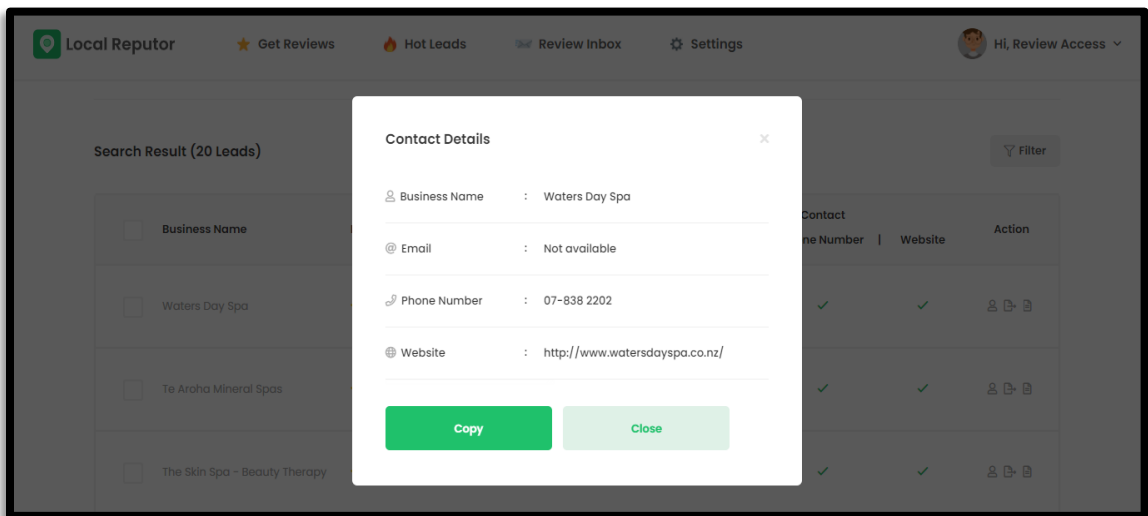 Local Reputor
Get Reviews
Hot Leads
Review Inbox
Settings
Hi, Review Access
Search Result (20 Leads)
Filter
Contact Details
Business Name : Waters Day Spa
@ Email : Not available
Phone Number : 07-838 2202
Website : http://www.watersdayspa.co.nz/
Copy
Close
Business Name
Contact
ne Number | Website
Action
Waters Day Spa
Te Aroha Mineral Spas
The Skin Spa - Beauty Therapy